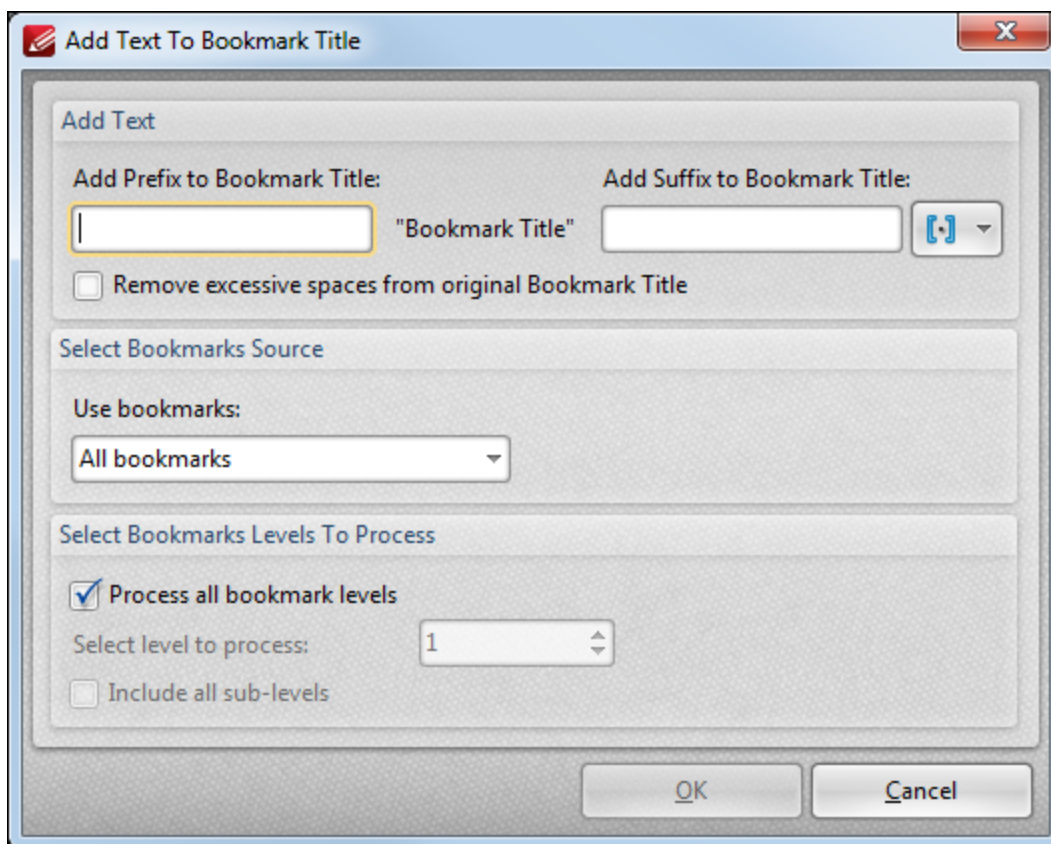 Add Text To Bookmark Title
Add Text
Add Prefix to Bookmark Title: Add Suffix to Bookmark Title:
"Bookmark Title"
Remove excessive spaces from original Bookmark Title
Select Bookmarks Source
Use bookmarks:
All bookmarks
Select Bookmarks Levels To Process
Process all bookmark levels
Select level to process: 1
Include all sub-levels
OK Cancel